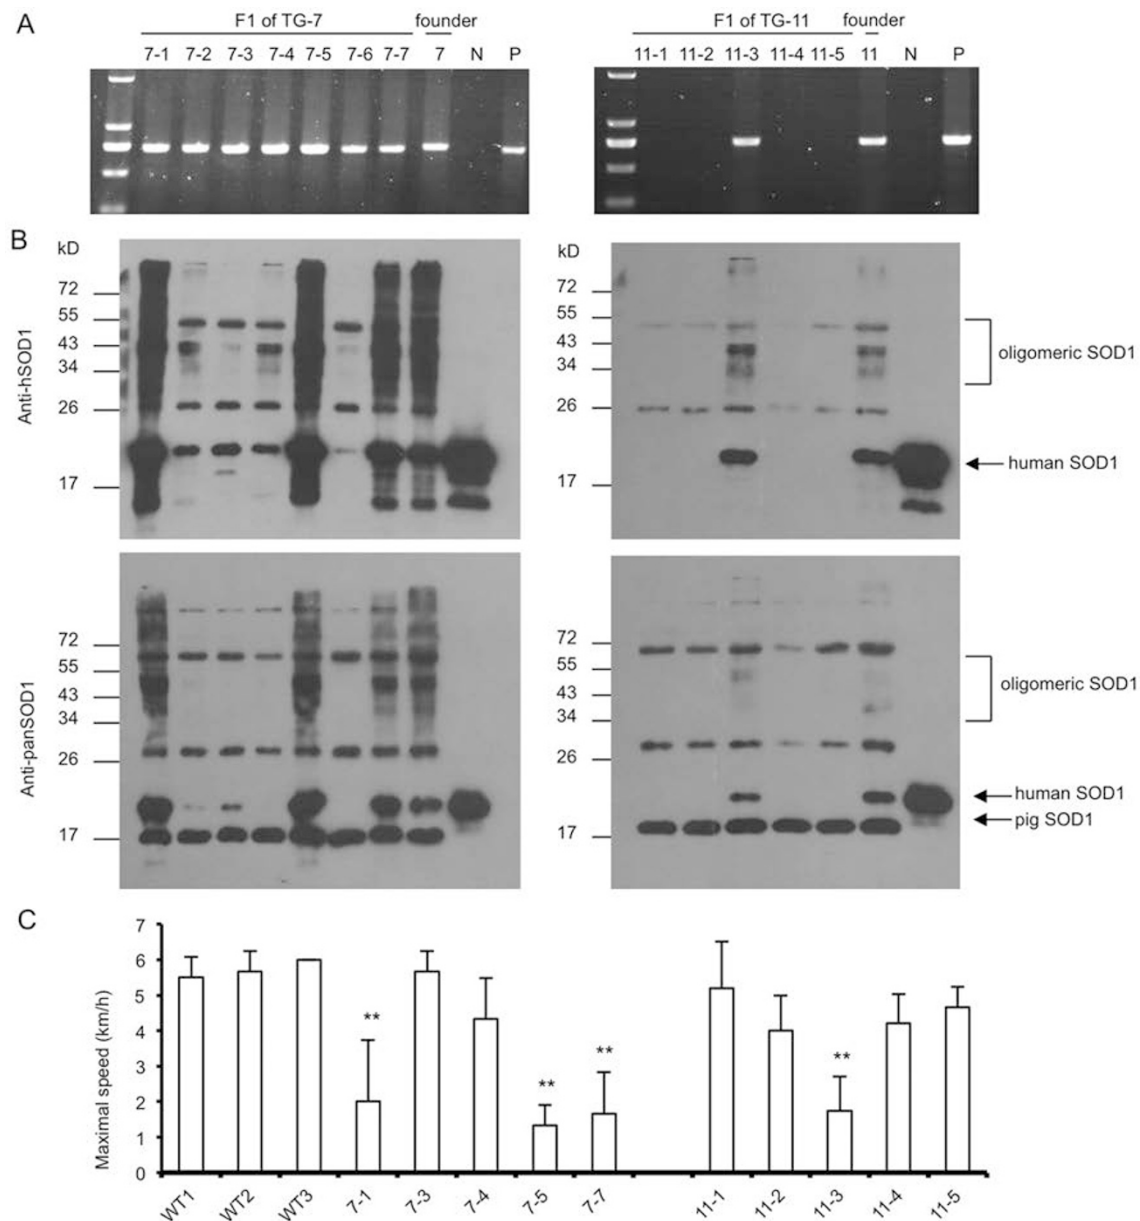 A
F1 of TG-7 founder
7-1 7-2 7-3 7-4 7-5 7-6 7-7 7 N P
F1 of TG-11 founder
11-1 11-2 11-3 11-4 11-5 11 N P
B
kD
72
55
43
34
26
17
Anti-hSOD1
kD
72
55
43
34
26
17
oligomeric SOD1
human SOD1
72
55
43
34
26
17
Anti-panSOD1
72
55
43
34
26
17
oligomeric SOD1
human SOD1
pig SOD1
C
Maximal speed (km/h)
7
6
5
4
3
2
1
0
**
**
**
**
WT1 WT2 WT3 7-1 7-3 7-4 7-5 7-7 11-1 11-2 11-3 11-4 11-5